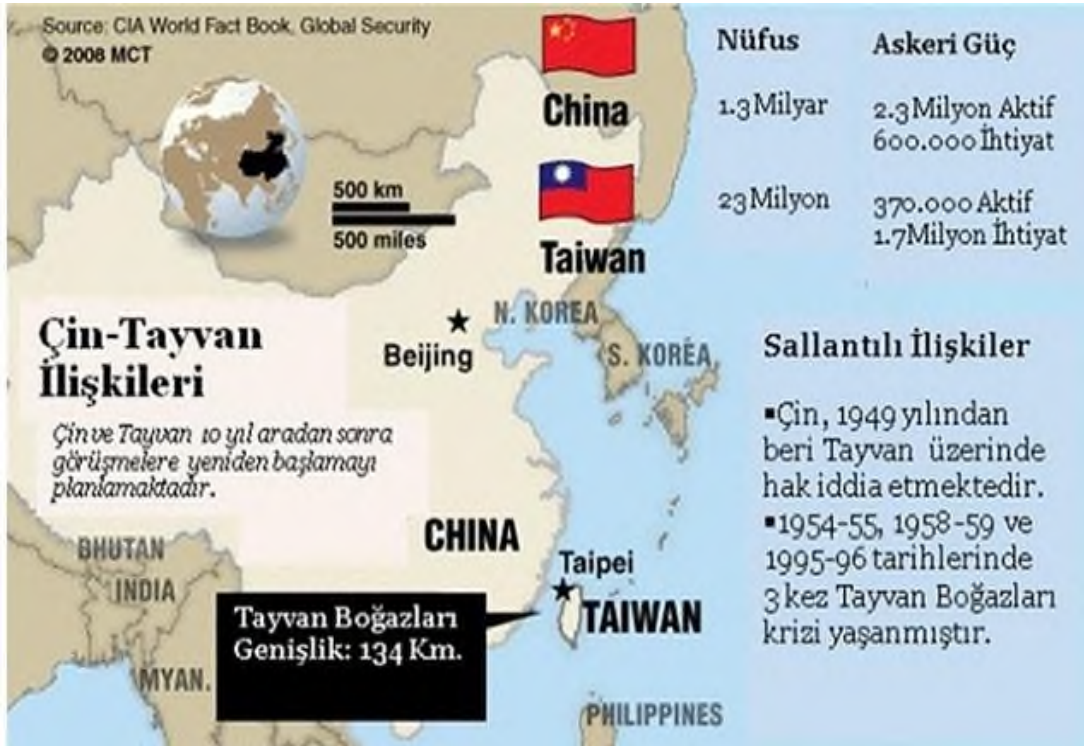 Source: CIA World Fact Book, Global Security
© 2008 MCT
China
500 km
500 miles
Taiwan
Nüfus
Askeri Güç
1.3 Milyar
2.3 Milyon Aktif
600.000 İhtiyat
23 Milyon
370.000 Aktif
1.7 Milyon İhtiyat
Çin-Tayvan
İlişkileri
Çin ve Tayvan 10 yıl aradan sonra
görüşmelere yeniden başlamayı
planlamaktadır.
Beijing
N. KOREA
S. KOREA
Sallantılı İlişkiler
▪Çin, 1949 yılından
beri Tayvan üzerinde
hak iddia etmektedir.
▪1954-55, 1958-59 ve
1995-96 tarihlerinde
3 kez Tayvan Boğazları
krizi yaşanmıştır.
CHINA
BHUTAN
INDIA
MYAN.
Taipei
TAIWAN
Tayvan Boğazları
Genişlik: 134 Km.
PHILIPPINES